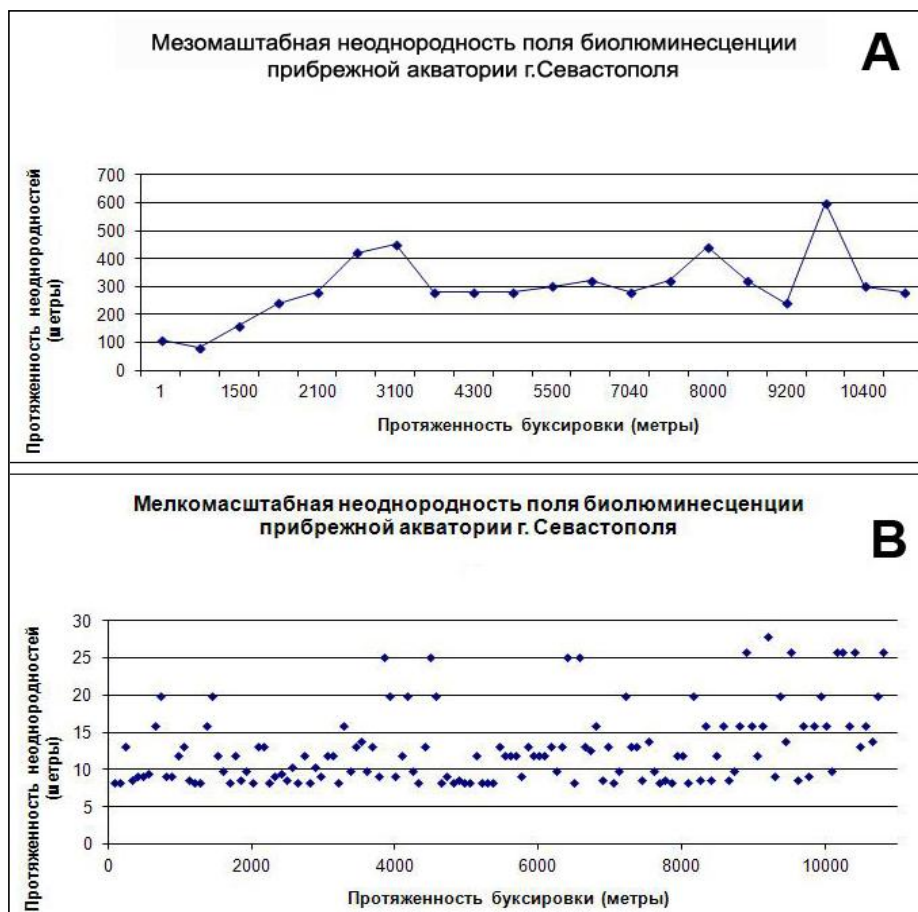 Мезомаштабная неоднородность поля биолюминесценции
прибрежной акватории г.Севастополя
A
Протяженность неоднородностей
(метры)
700
600
500
400
300
200
100
0
1 1500 2100 3100 4300 5500 7040 8000 9200 10400
Протяженность буксировки (метры)
Мелкомасштабная неоднородность поля биолюминесценции
прибрежной акватории г. Севастополя
B
Протяженность неоднородностей
(метры)
30
25
20
15
10
5
0
0 2000 4000 6000 8000 10000
Протяженность буксировки (метры)